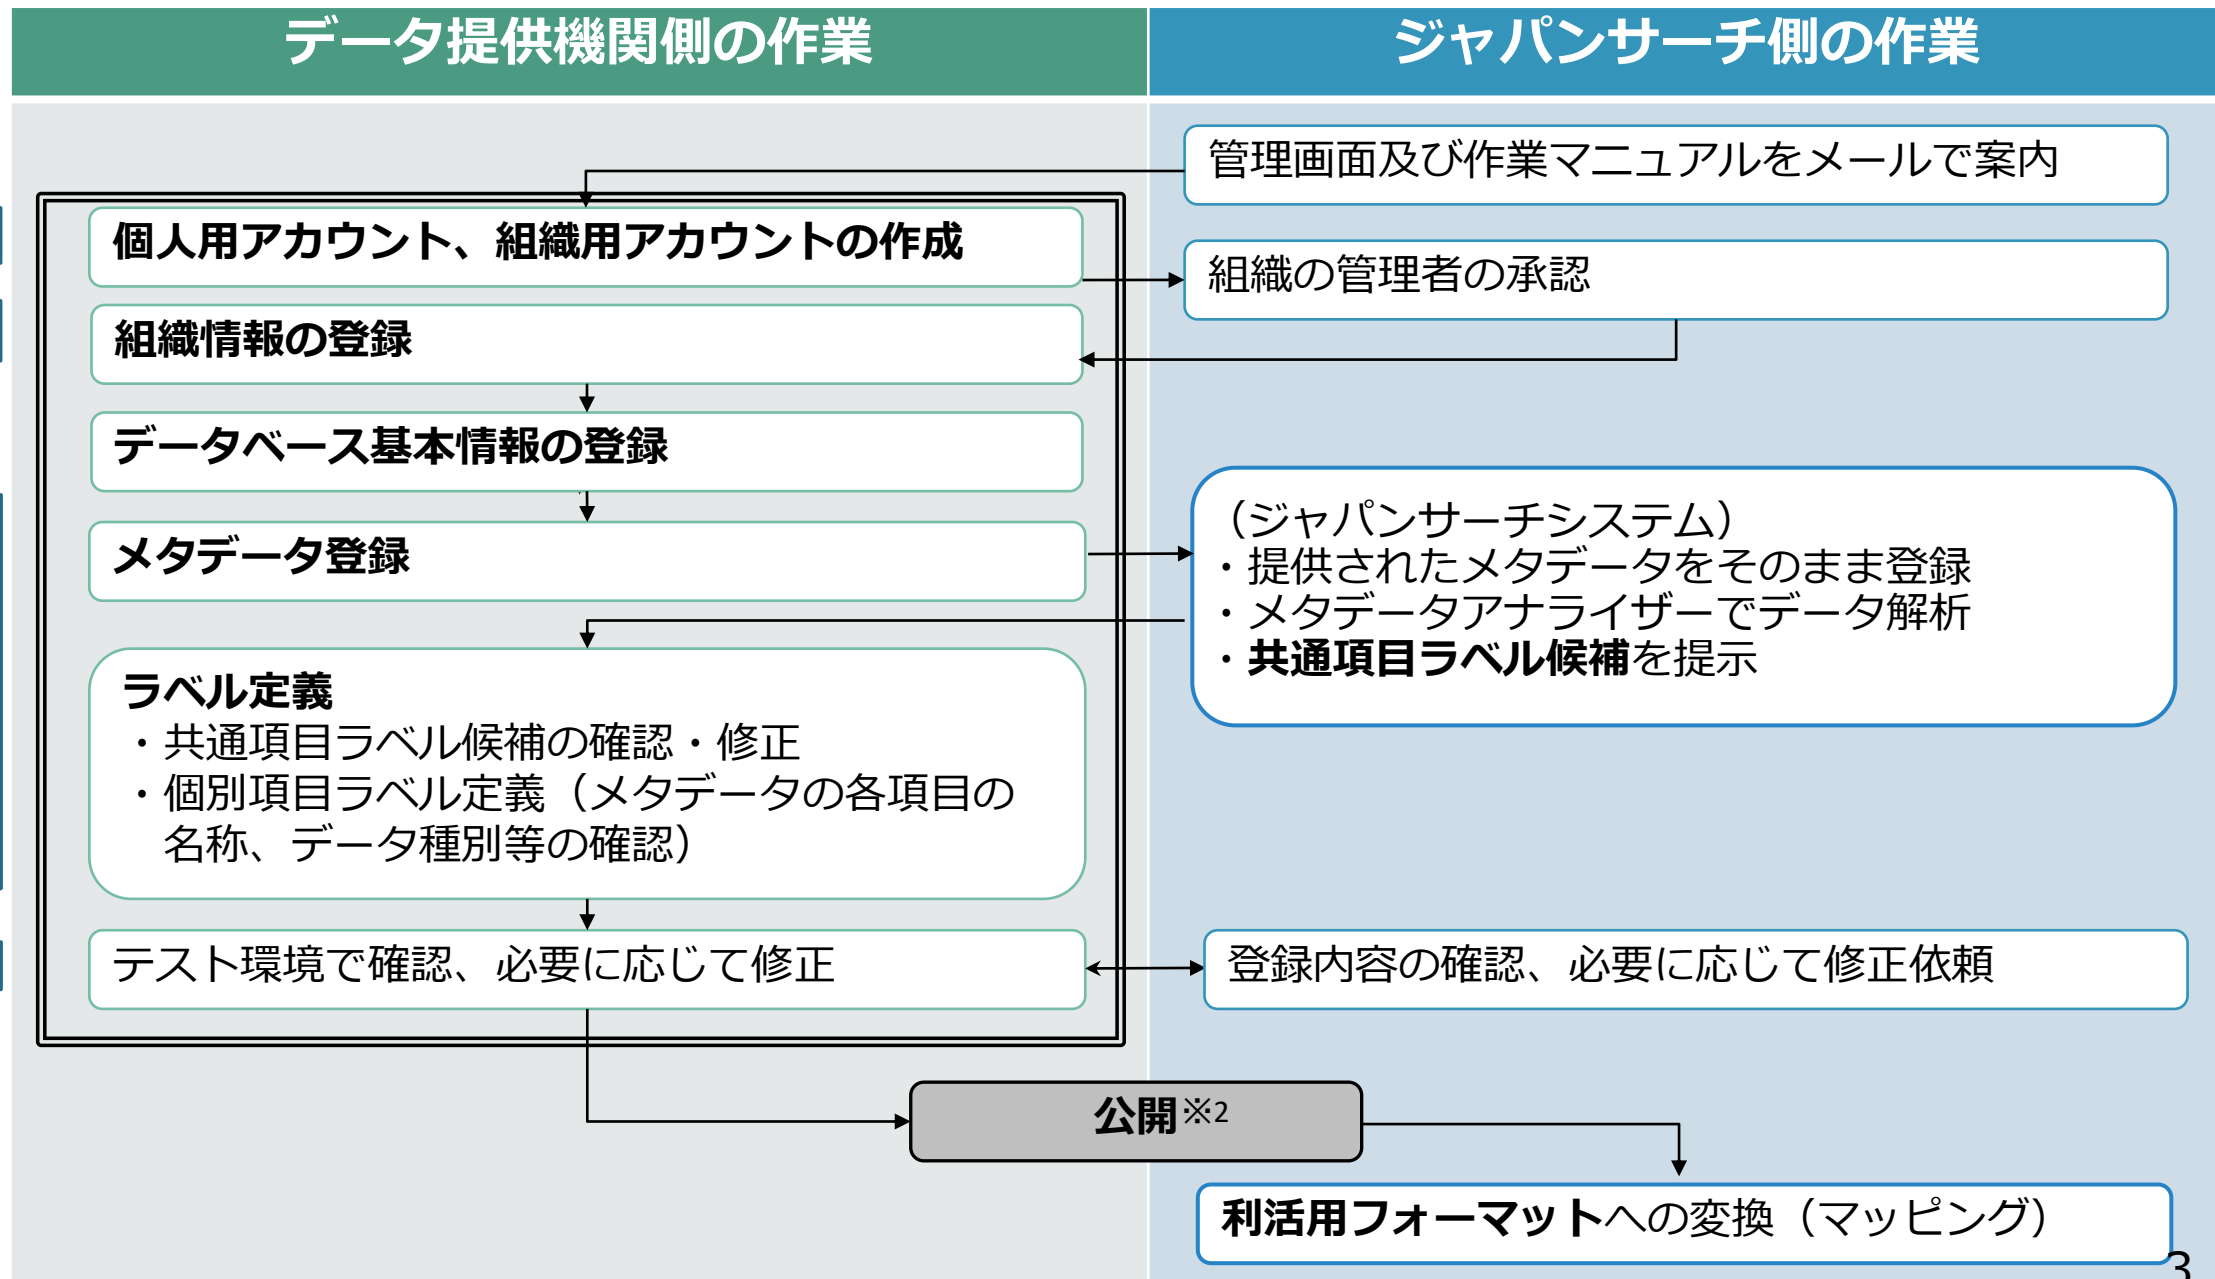 データ提供機関側の作業
ジャパンサーチ側の作業
管理画面及び作業マニュアルをメールで案内
個人用アカウント、組織用アカウントの作成
組織の管理者の承認
組織情報の登録
データベース基本情報の登録
メタデータ登録
（ジャパンサーチシステム）
・提供されたメタデータをそのまま登録
・メタデータアナライザーでデータ解析
・共通項目ラベル候補を提示
ラベル定義
・共通項目ラベル候補の確認・修正
・個別項目ラベル定義（メタデータの各項目の
名称、データ種別等の確認）
テスト環境で確認、必要に応じて修正
登録内容の確認、必要に応じて修正依頼
公開※2
利活用フォーマットへの変換（マッピング）
3